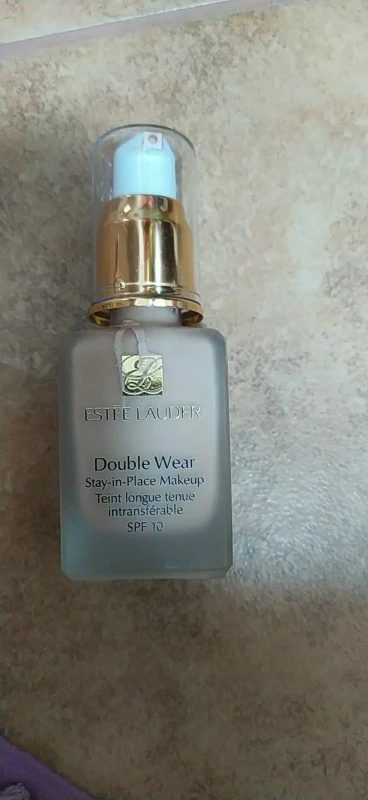 ESTĒE LAUDER
Double Wear
Stay-in-Place Makeup
Teint longue tenue
intransférable
SPF 10